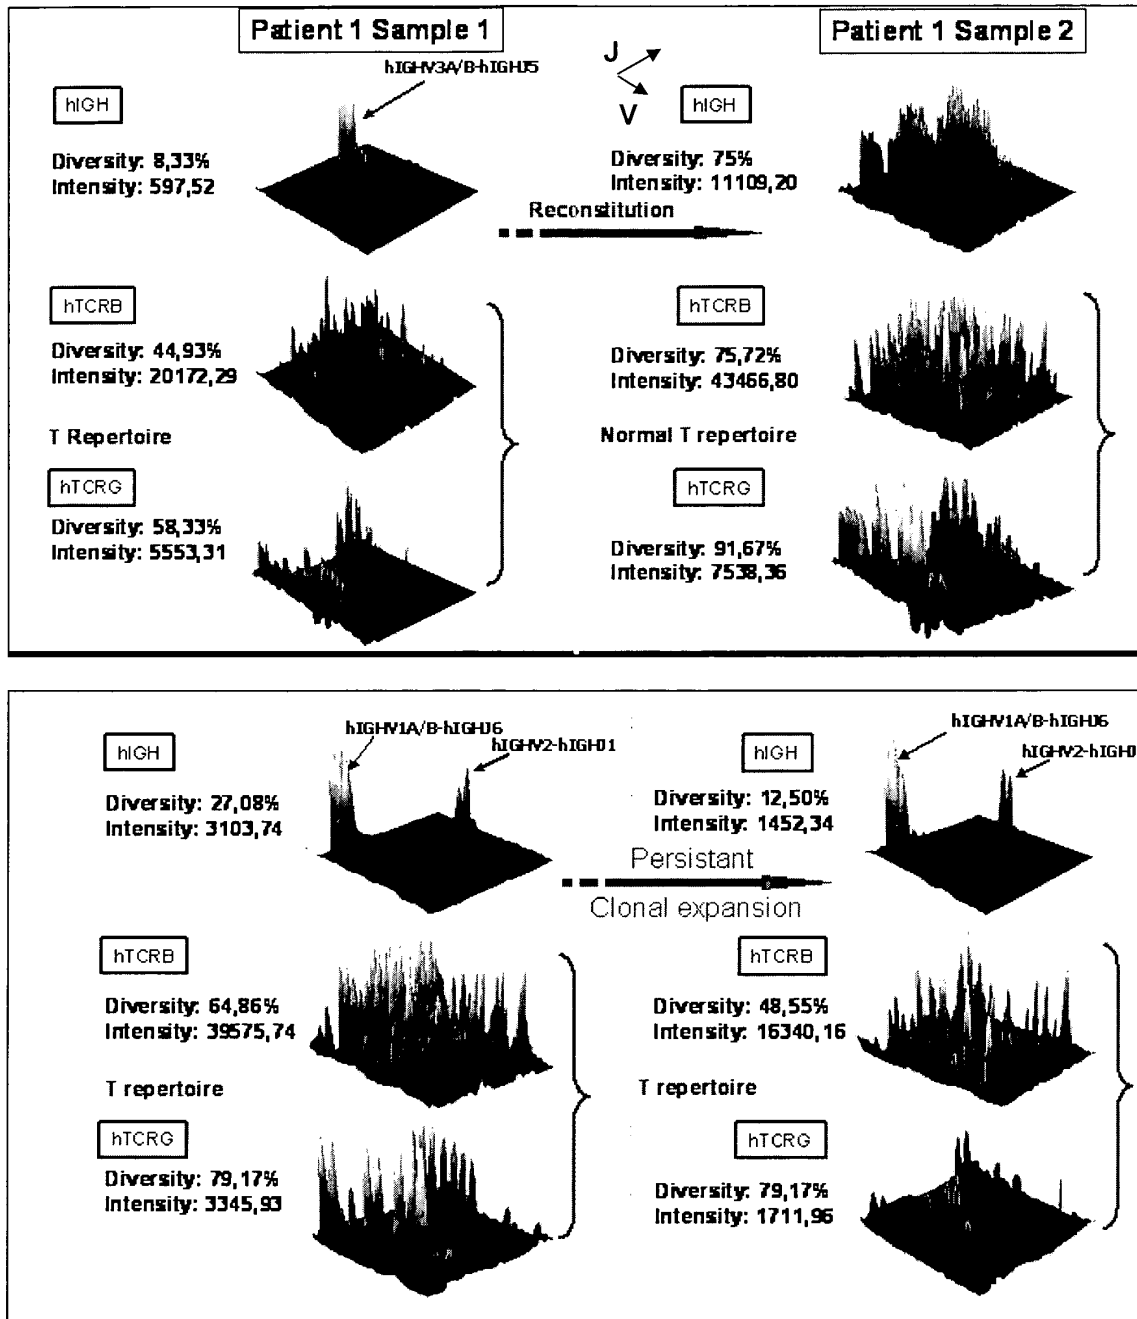 Patient 1 Sample 1
Patient 1 Sample 2
hIGHV3A/B-hIGHJ5
J
V
hIGH
Diversity: 8,33%
Intensity: 597,52
hIGH
Diversity: 75%
Intensity: 11109,20
Reconstitution
hTCRB
Diversity: 44,93%
Intensity: 20172,29
hTCRB
Diversity: 75,72%
Intensity: 43466,80
T Repertoire
Normal T repertoire
hTCRG
Diversity: 58,33%
Intensity: 5553,31
hTCRG
Diversity: 91,67%
Intensity: 7538,36
hIGHV1A/B-hIGHJ6
hIGHV2-hIGHJ1
hIGH
Diversity: 27,08%
Intensity: 3103,74
hIGHV1A/B-hIGHJ6
hIGHV2-hIGHJ
hIGH
Diversity: 12,50%
Intensity: 1452,34
Persistant
Clonal expansion
hTCRB
Diversity: 64,86%
Intensity: 39575,74
hTCRB
Diversity: 48,55%
Intensity: 16340,16
T repertoire
T repertoire
hTCRG
Diversity: 79,17%
Intensity: 3345,93
hTCRG
Diversity: 79,17%
Intensity: 1711,96